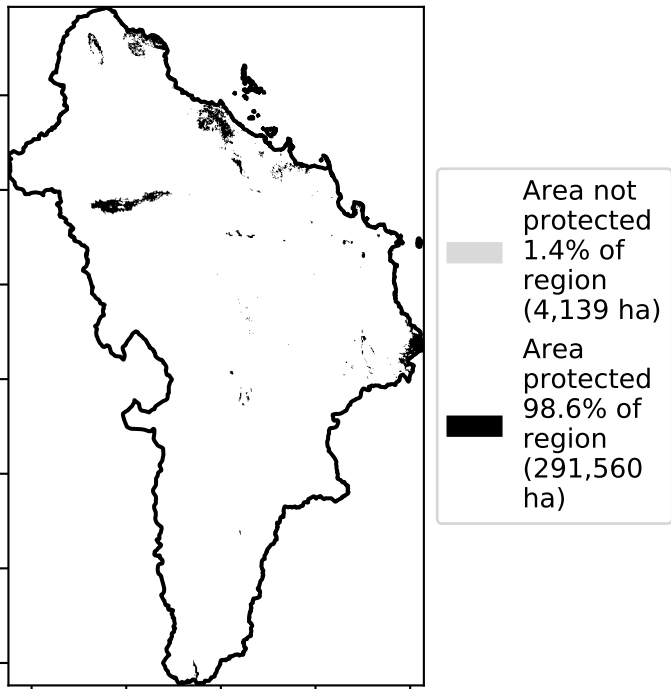 Area not
protected
1.4% of
region
(4,139 ha)
Area
protected
98.6% of
region
(291,560
ha)